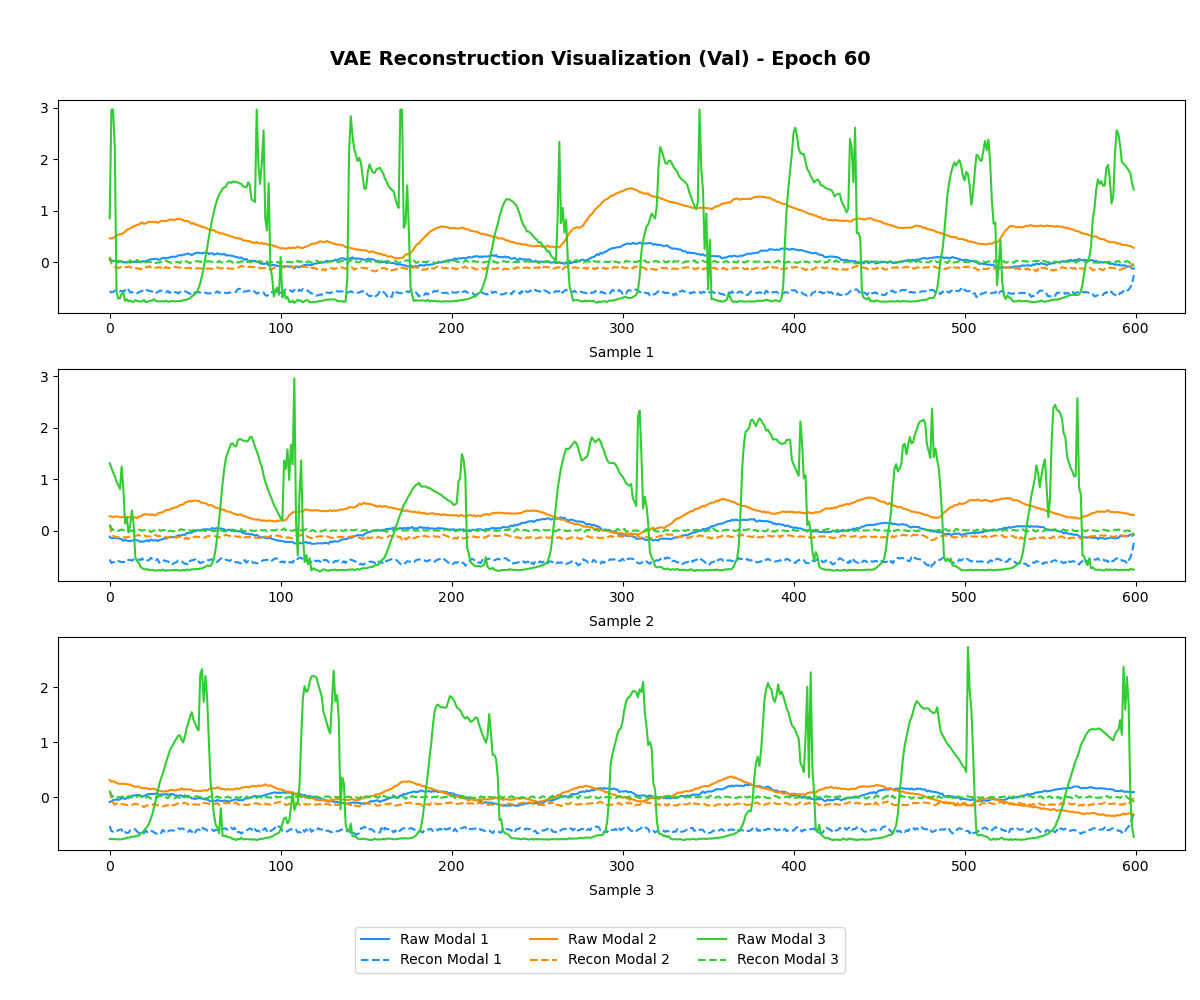 VAE Reconstruction Visualization (Val) - Epoch 60
3
2
1
0
0 100 200 300 400 500 600
Sample 1
3
2
1
0
0 100 200 300 400 500 600
Sample 2
2
1
0
0 100 200 300 400 500 600
Sample 3
Raw Modal 1 Raw Modal 2 Raw Modal 3
Recon Modal 1 Recon Modal 2 Recon Modal 3